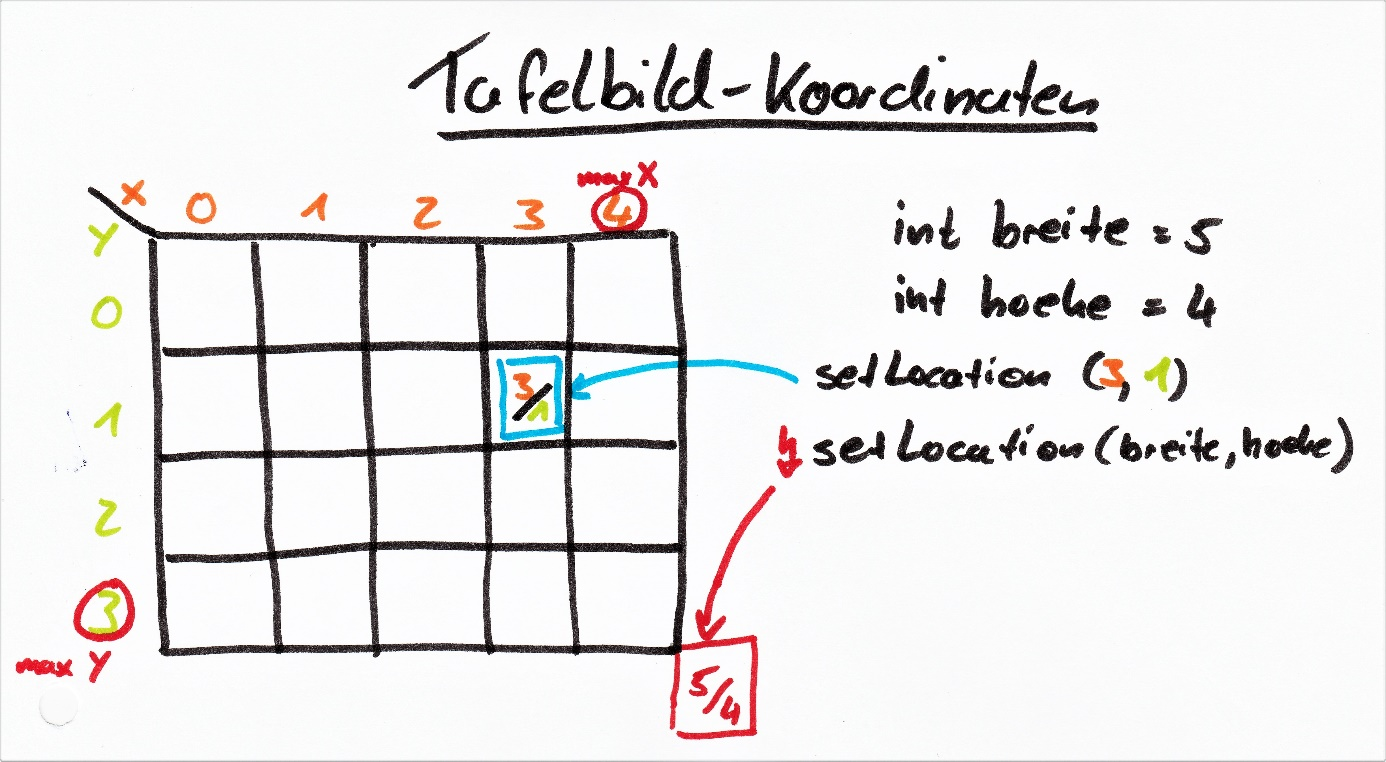 Tafelbild-Koordinaten
max X
X 0 1 2 3 4
Y
0
1
2
3
max Y
3/1
int breite = 5
int hoehe = 4
setLocation (3, 1)
↯ setLocation (breite, hoehe)
5/4